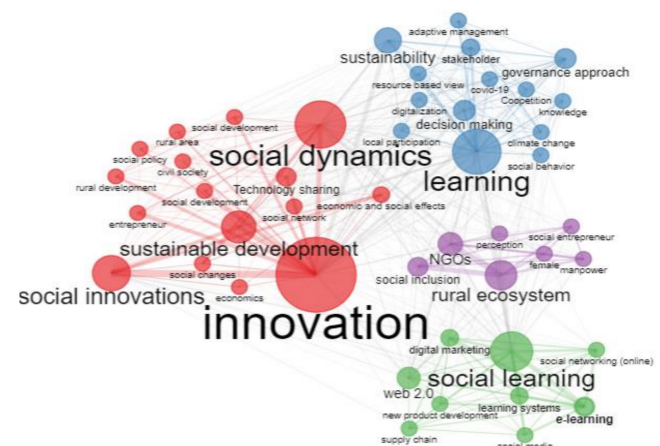 adaptive management
sustainability
stakeholder
governance approach
resource based view
covid-19
Coopetition
digitalization
knowledge
decision making
local participation
climate change
social behavior
learning
social development
rural area
social dynamics
social policy
civil society
rural development
Technology sharing
social development
economic and social effects
social network
entrepreneur
sustainable development
social changes
social innovations
economics
innovation
social entrepreneur
perception
NGOs
female
manpower
social inclusion
rural ecosystem
digital marketing
social networking (online)
social learning
web 2.0
learning systems
new product development
e-learning
supply chain
social media